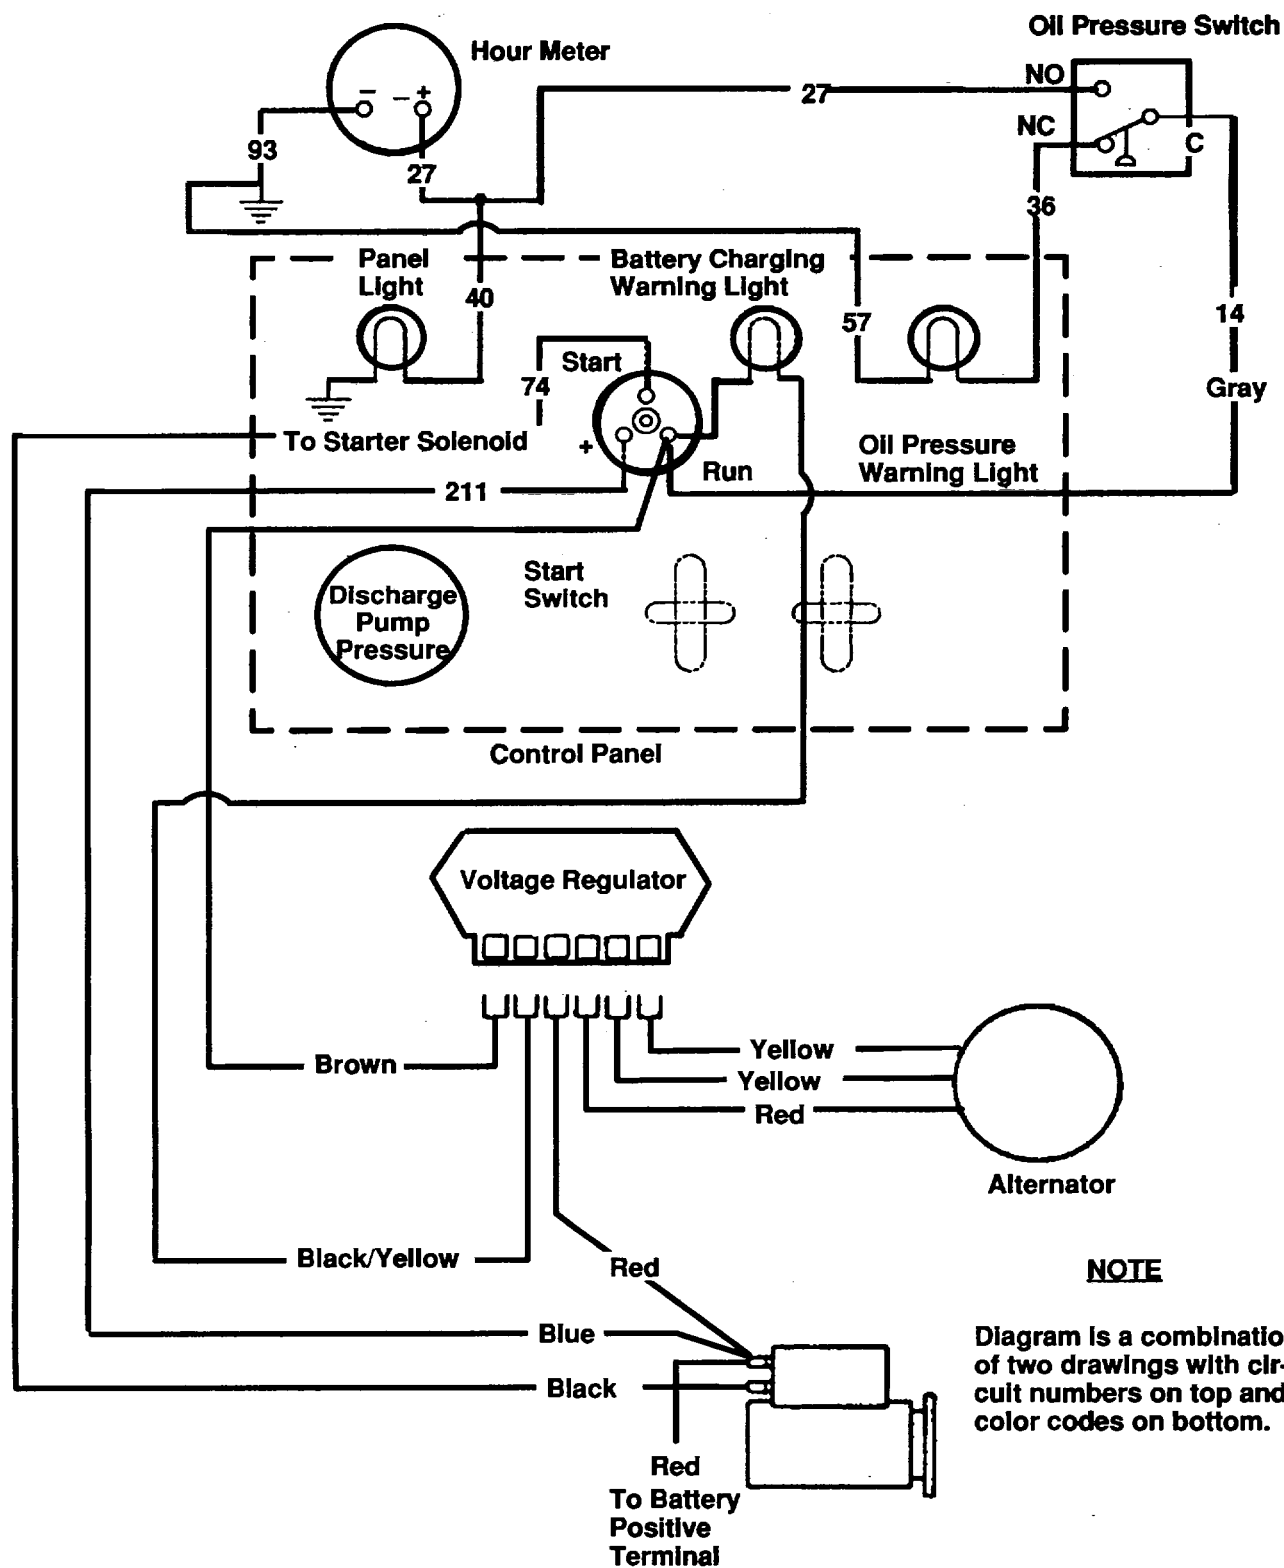 Oil Pressure Switch
Hour Meter
− − +
NO
27
NC
C
93
27
36
Panel
Light
Battery Charging
Warning Light
40
57
14
Start
74
Gray
To Starter Solenoid
+
Run
Oil Pressure
Warning Light
211
Start
Switch
Discharge
Pump
Pressure
Control Panel
Voltage Regulator
Brown
Yellow
Yellow
Red
Alternator
Black/Yellow
Red
NOTE
Blue
Diagram is a combinatio
of two drawings with cir-
cuit numbers on top and
color codes on bottom.
Black
Red
To Battery
Positive
Terminal